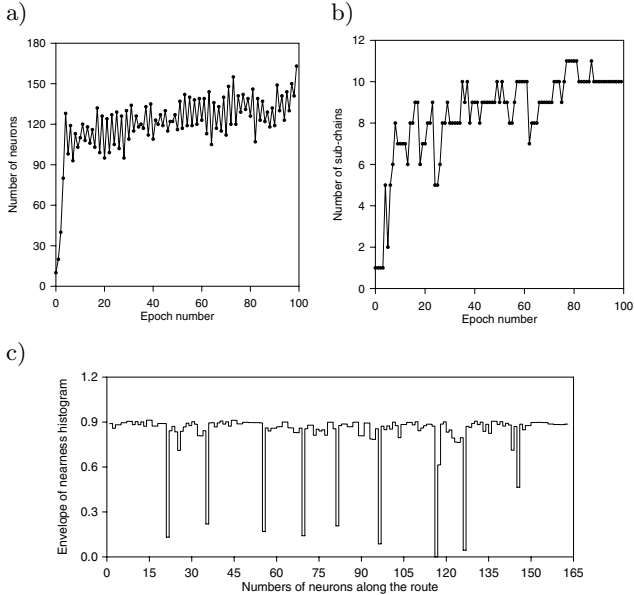 a)
b)
180
150
120
90
60
30
0
Number of neurons
0 20 40 60 80 100
Epoch number
12
10
8
6
4
2
0
Number of sub-chains
0 20 40 60 80 100
Epoch number
c)
1.2
0.9
0.6
0.3
0.0
Envelope of nearness histogram
0 15 30 45 60 75 90 105 120 135 150 165
Numbers of neurons along the route